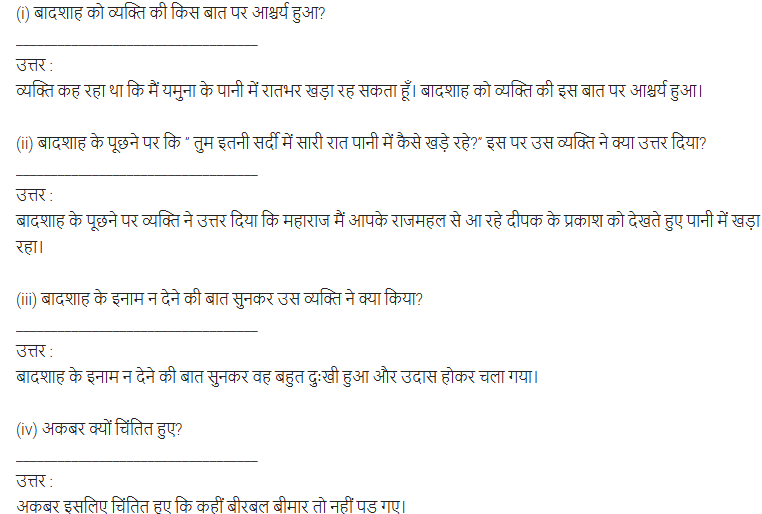 (i) बादशाह को व्यक्ति की किस बात पर आश्चर्य हुआ?
_______________________________
उत्तर :
व्यक्ति कह रहा था कि मैं यमुना के पानी में रातभर खड़ा रह सकता हूँ। बादशाह को व्यक्ति की इस बात पर आश्चर्य हुआ।
(ii) बादशाह के पूछने पर कि “ तुम इतनी सर्दी में सारी रात पानी में कैसे खड़े रहे?” इस पर उस व्यक्ति ने क्या उत्तर दिया?
_______________________________
उत्तर :
बादशाह के पूछने पर व्यक्ति ने उत्तर दिया कि महाराज मैं आपके राजमहल से आ रहे दीपक के प्रकाश को देखते हुए पानी में खड़ा
रहा।
(iii) बादशाह के इनाम न देने की बात सुनकर उस व्यक्ति ने क्या किया?
_______________________________
उत्तर :
बादशाह के इनाम न देने की बात सुनकर वह बहुत दुःखी हुआ और उदास होकर चला गया।
(iv) अकबर क्यों चिंतित हुए?
_______________________________
उत्तर :
अकबर इसलिए चिंतित हुए कि कहीं बीरबल बीमार तो नहीं पड़ गए।